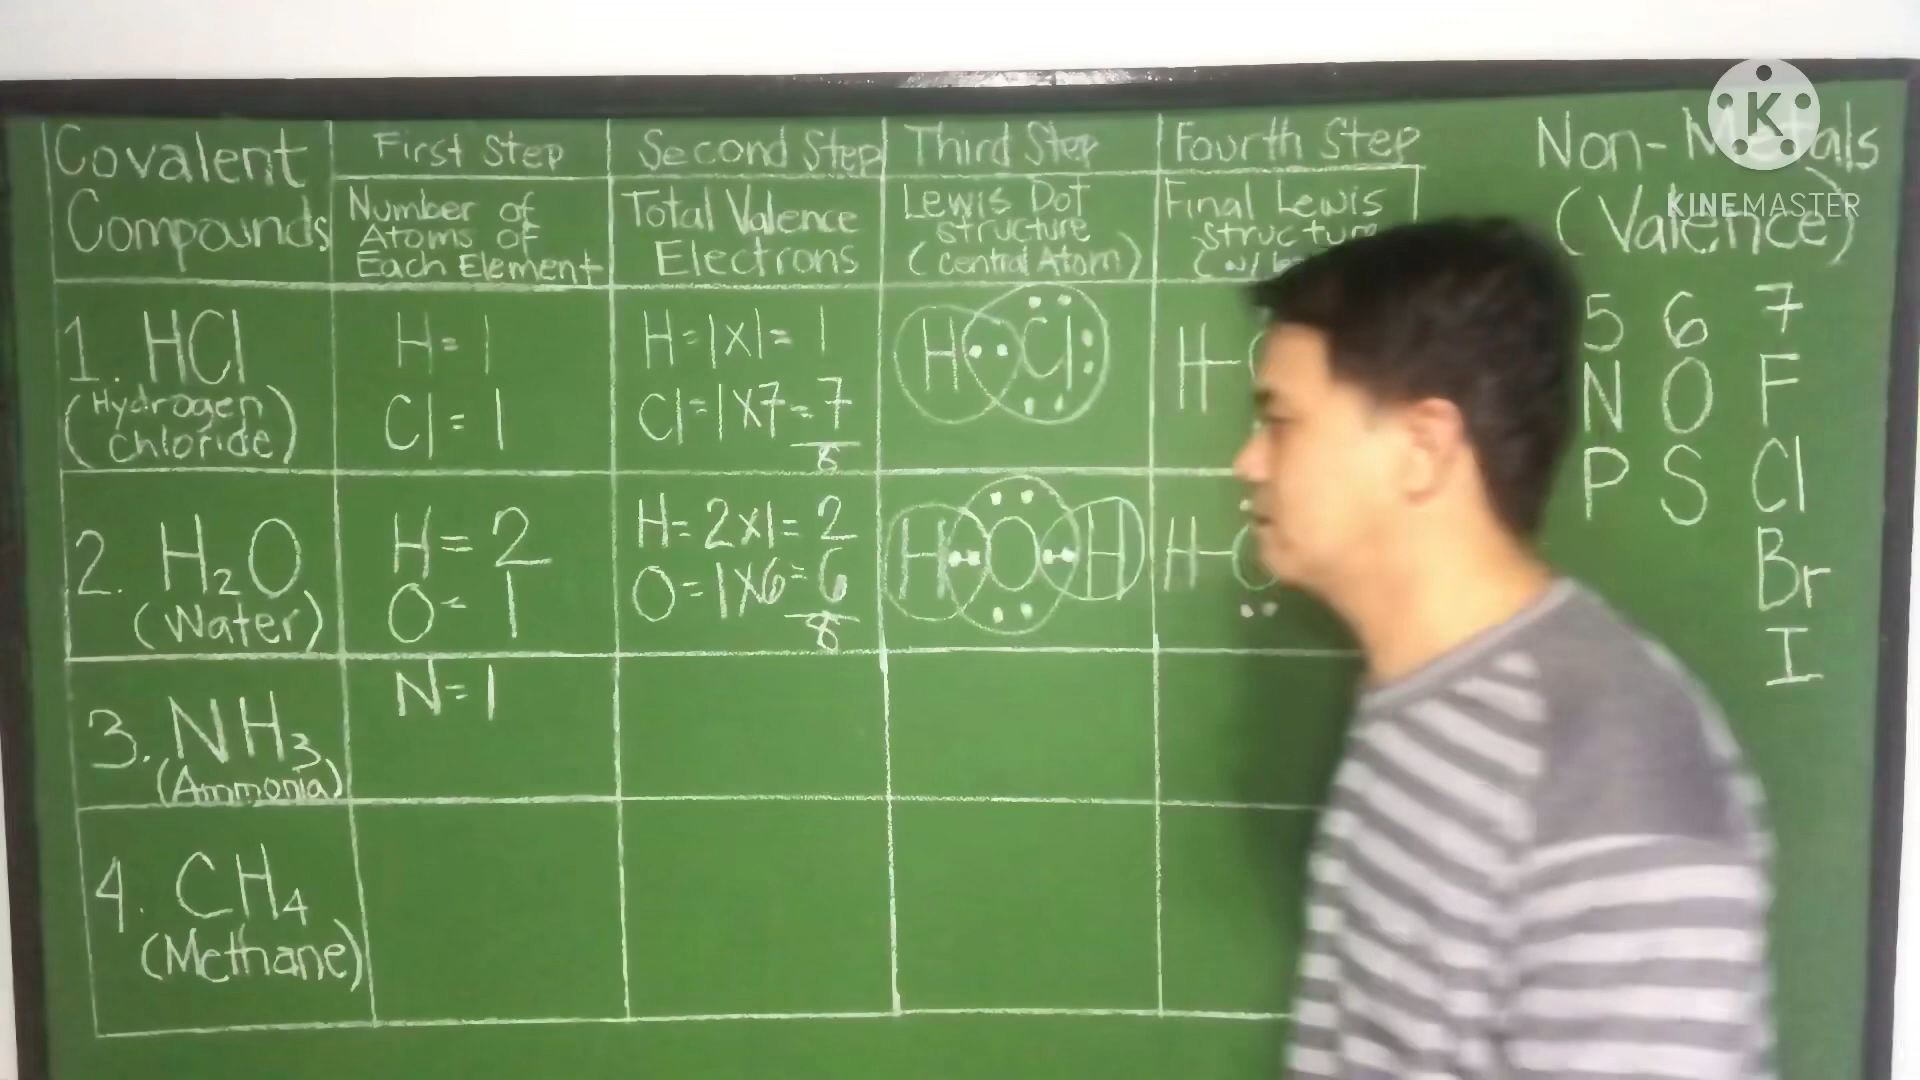 Covalent
Compounds
First Step
Second Step
Third Step
Fourth Step
Number of
Atoms of
Each Element
Total Valence
Electrons
Lewis Dot
structure
(Central Atom)
Final Lewis
Structure
(w/
1. HCl
(Hydrogen
chloride)
H = 1
Cl = 1
H = 1x1 = 1
Cl = 1x7 = 7
8
H Cl
H-
2. H₂O
(Water)
H = 2
O = 1
H = 2x1 = 2
O = 1x6 = 6
8
H O H
H-O
3. NH₃
(Ammonia)
N = 1
4. CH₄
(Methane)
Non-Metals
(Valence)
5 6 7
N O F
P S Cl
Br
I
K
KINEMASTER